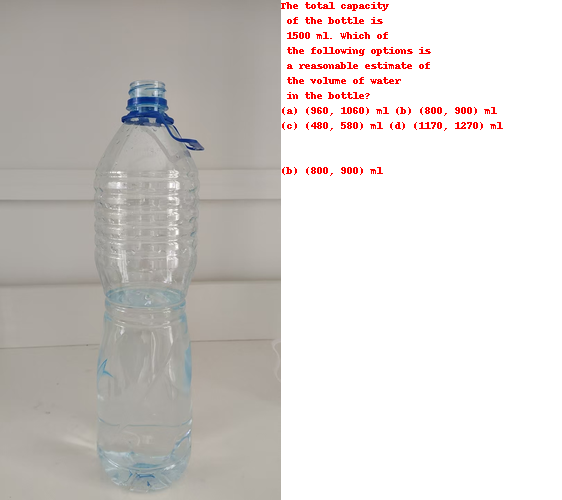 The total capacity
of the bottle is
1500 ml. Which of
the following options is
a reasonable estimate of
the volume of water
in the bottle?
(a) (960, 1060) ml (b) (800, 900) ml
(c) (480, 580) ml (d) (1170, 1270) ml
(b) (800, 900) ml